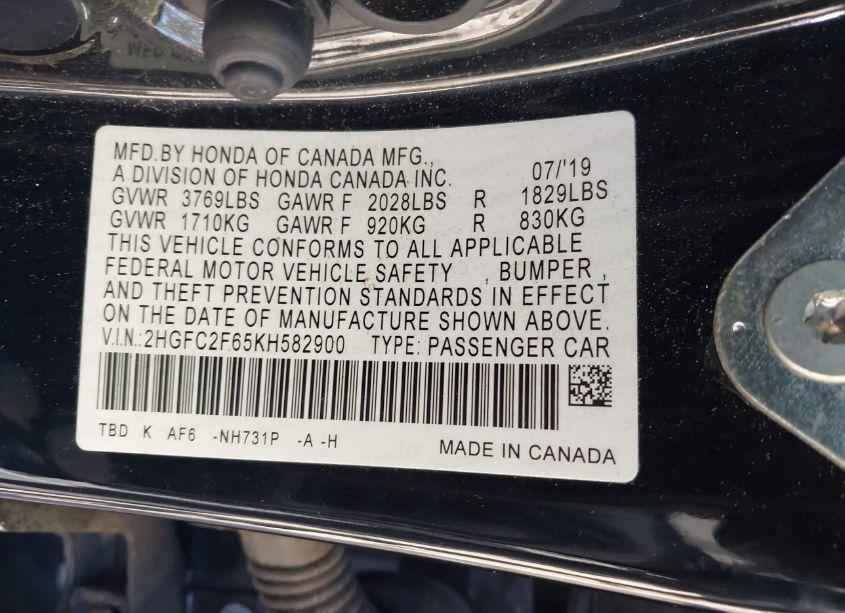 MFD.BY HONDA OF CANADA MFG.,
A DIVISION OF HONDA CANADA INC. 07/'19
GVWR 3769LBS GAWR F 2028LBS R 1829LBS
GVWR 1710KG GAWR F 920KG R 830KG
THIS VEHICLE CONFORMS TO ALL APPLICABLE
FEDERAL MOTOR VEHICLE SAFETY , BUMPER ,
AND THEFT PREVENTION STANDARDS IN EFFECT
ON THE DATE OF MANUFACTURE SHOWN ABOVE.
V.I.N.:2HGFC2F65KH582900 TYPE: PASSENGER CAR
TBD K AF6 -NH731P -A -H
MADE IN CANADA